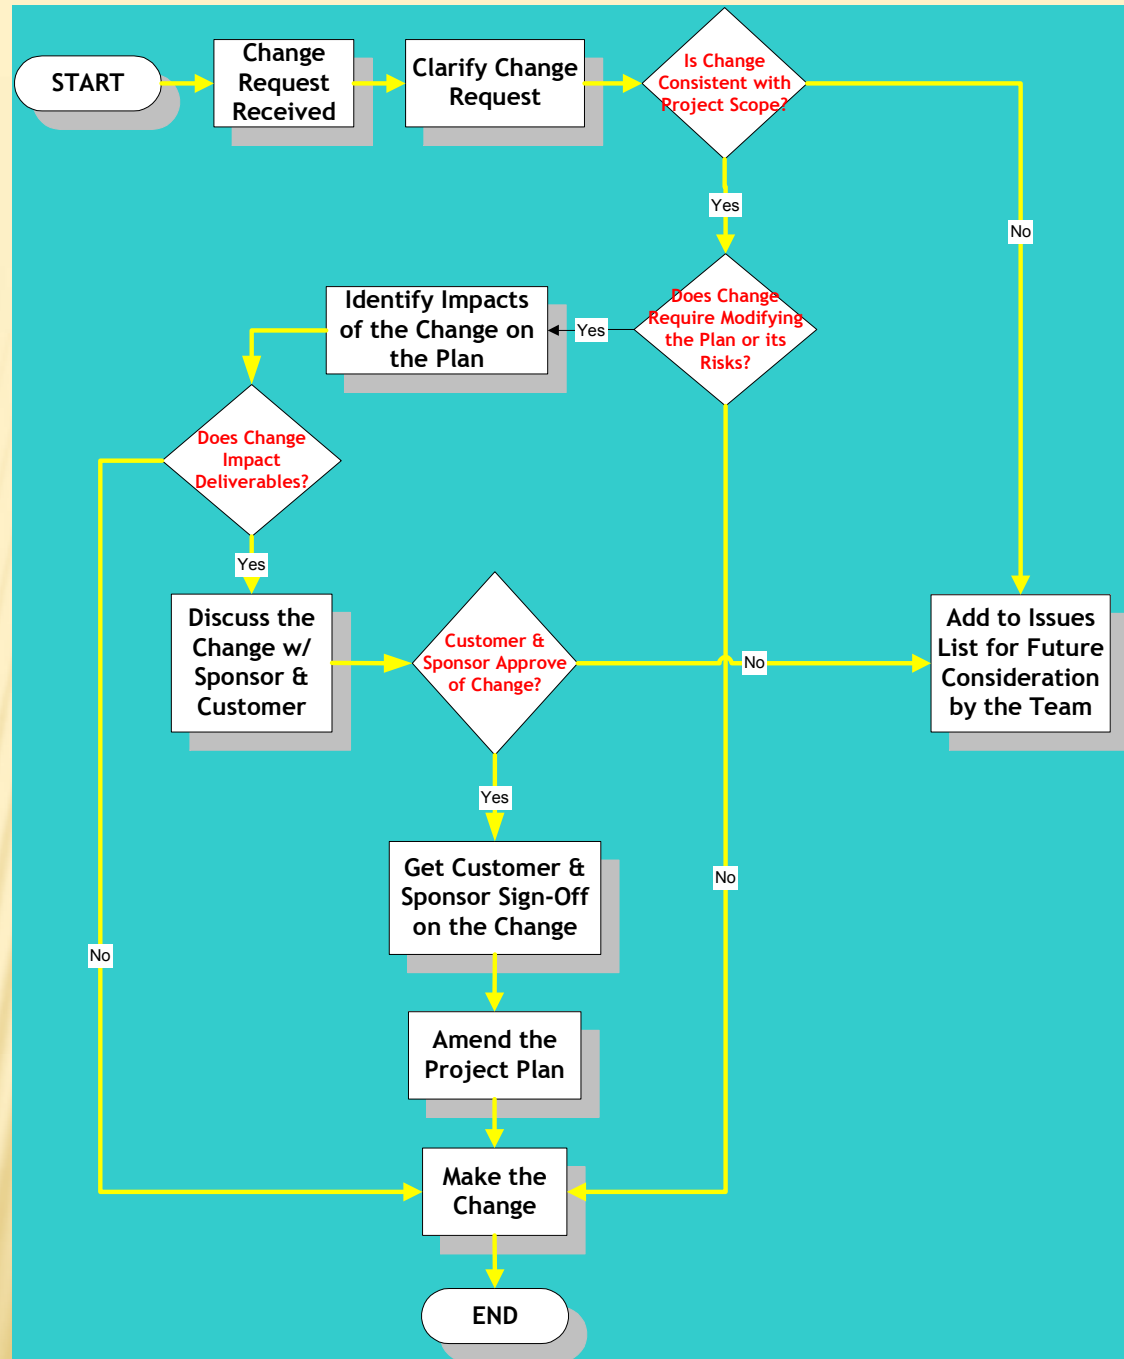 START
Change
Request
Received
Clarify Change
Request
Is Change
Consistent with
Project Scope?
Yes
No
Does Change
Require Modifying
the Plan or its
Risks?
Yes
Identify Impacts
of the Change on
the Plan
Does Change
Impact
Deliverables?
Yes
Discuss the
Change w/
Sponsor &
Customer
Customer &
Sponsor Approve
of Change?
No
Add to Issues
List for Future
Consideration
by the Team
Yes
Get Customer &
Sponsor Sign-Off
on the Change
No
No
Amend the
Project Plan
Make the
Change
END